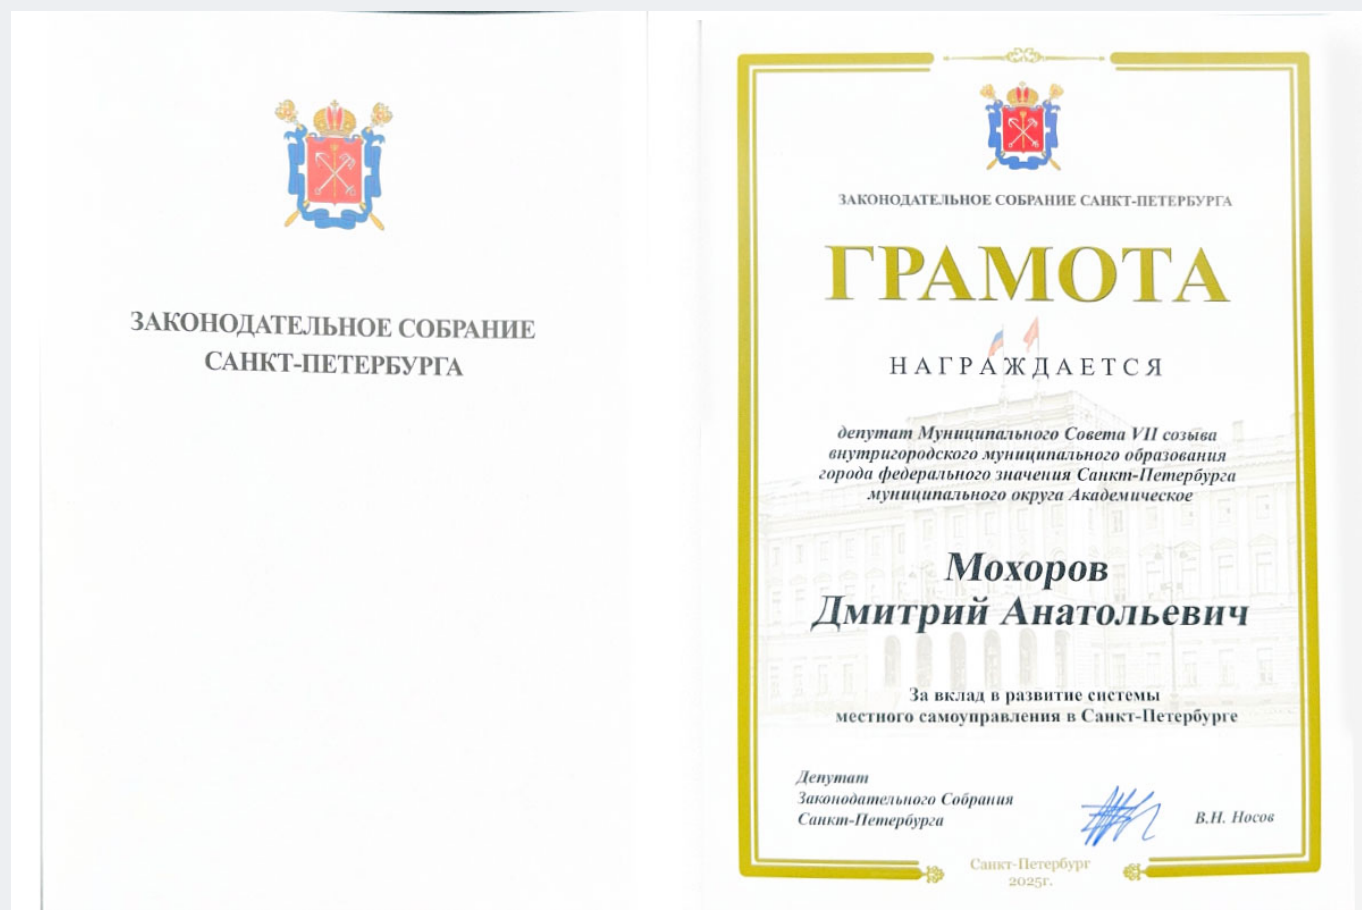 ЗАКОНОДАТЕЛЬНОЕ СОБРАНИЕ
САНКТ-ПЕТЕРБУРГА
ЗАКОНОДАТЕЛЬНОЕ СОБРАНИЕ САНКТ-ПЕТЕРБУРГА
ГРАМОТА
НАГРАЖДАЕТСЯ
депутат Муниципального Совета VII созыва
внутригородского муниципального образования
города федерального значения Санкт-Петербурга
муниципального округа Академическое
Мохоров
Дмитрий Анатольевич
За вклад в развитие системы
местного самоуправления в Санкт-Петербурге
Депутат
Законодательного Собрания
Санкт-Петербурга
В.Н. Носов
Санкт-Петербург
2025г.